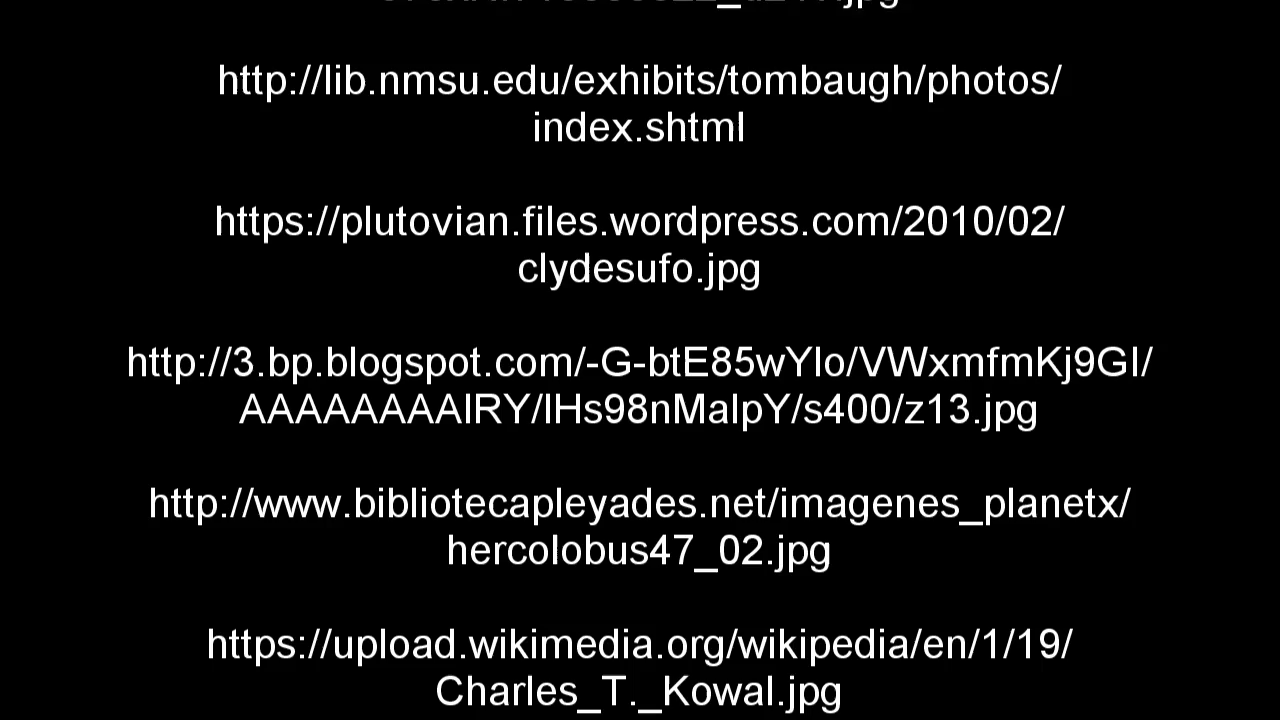 http://lib.nmsu.edu/exhibits/tombaugh/photos/
index.shtml
https://plutovian.files.wordpress.com/2010/02/
clydesufo.jpg
http://3.bp.blogspot.com/-G-btE85wYIo/VWxmfmKj9GI/
AAAAAAAAIRY/lHs98nMaIpY/s400/z13.jpg
http://www.bibliotecapleyades.net/imagenes_planetx/
hercolobus47_02.jpg
https://upload.wikimedia.org/wikipedia/en/1/19/
Charles_T._Kowal.jpg